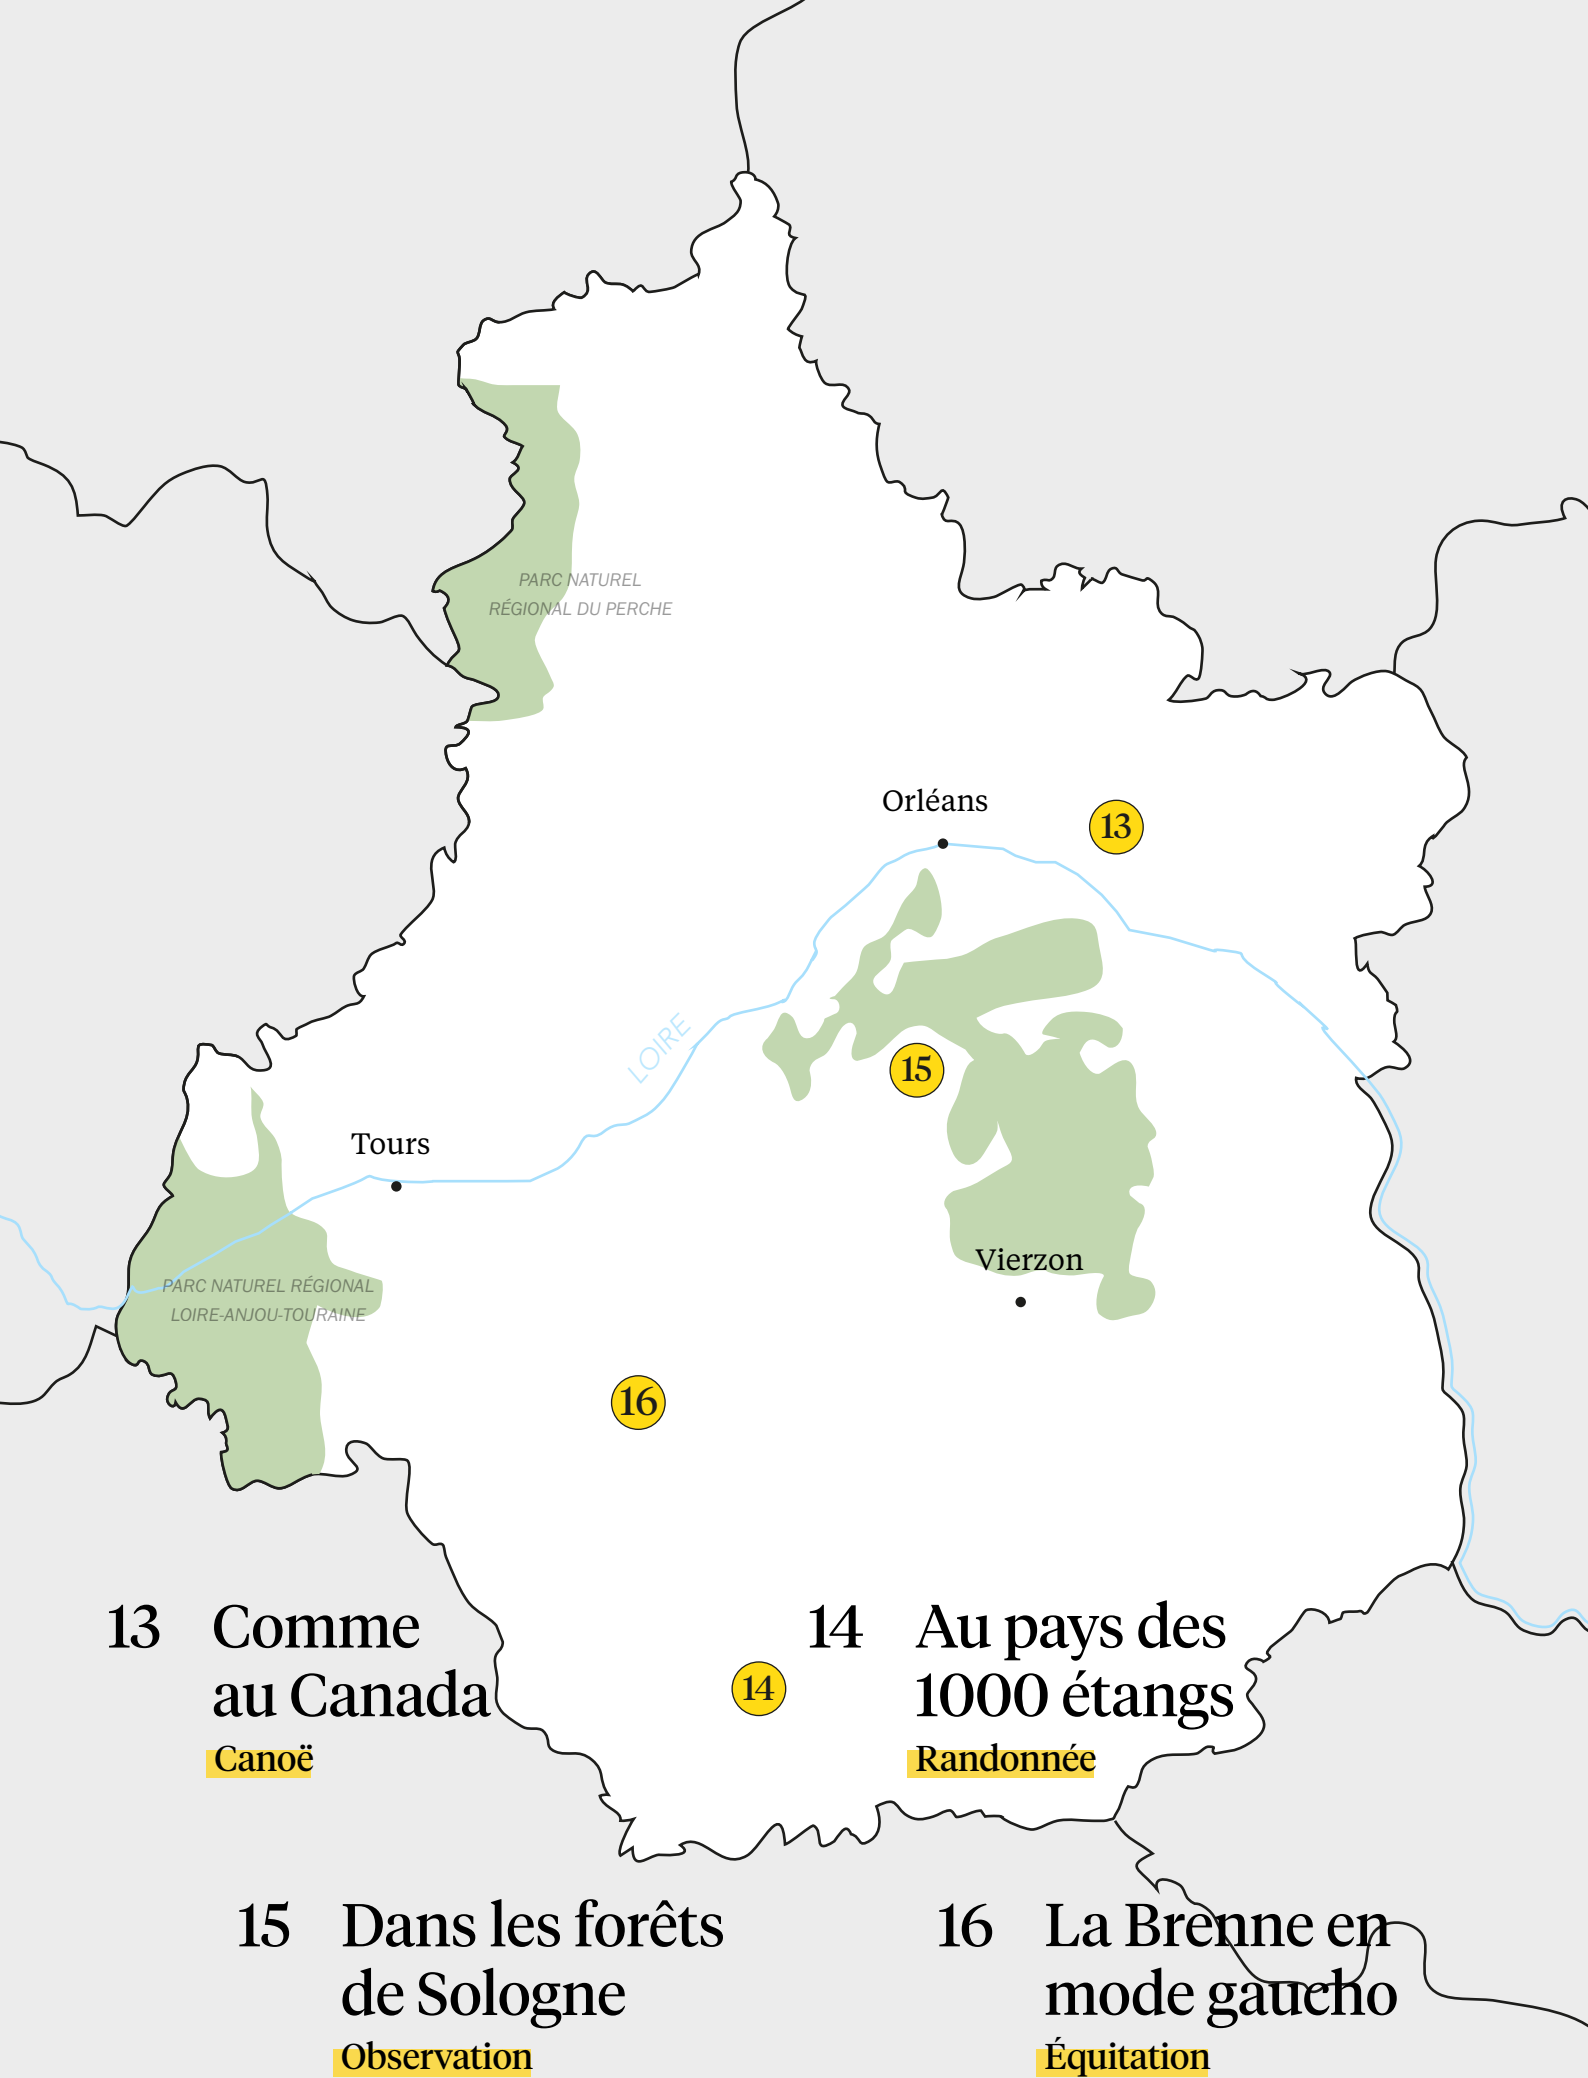 PARC NATUREL
RÉGIONAL DU PERCHE
Orléans
13
LOIRE
15
Tours
Vierzon
PARC NATUREL RÉGIONAL
LOIRE-ANJOU-TOURAINE
16
14
13 Comme
au Canada
Canoë
14 Au pays des
1000 étangs
Randonnée
15 Dans les forêts
de Sologne
Observation
16 La Brenne en
mode gaucho
Équitation